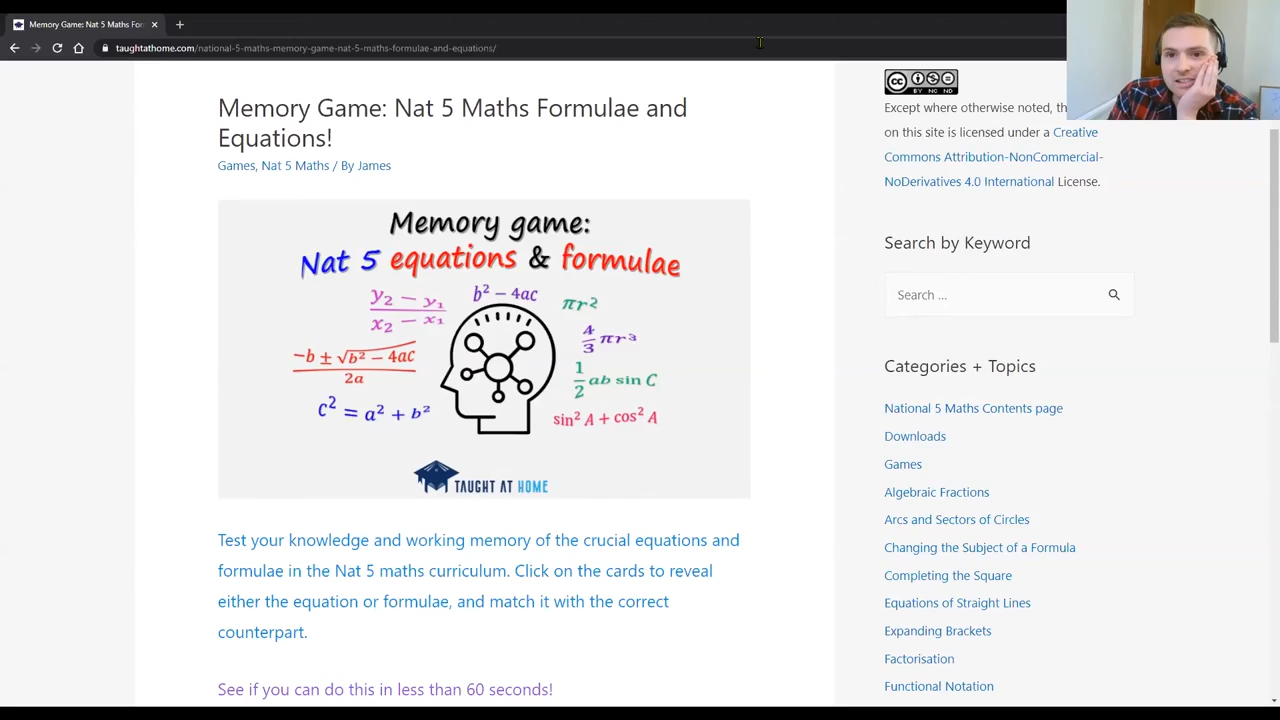 Memory Game: Nat 5 Maths For
taughtathome.com/national-5-maths-memory-game-nat-5-maths-formulae-and-equations/
Memory Game: Nat 5 Maths Formulae and
Equations!
Games, Nat 5 Maths / By James
Memory game:
Nat 5 equations & formulae
y₂ − y₁
x₂ − x₁
b² − 4ac
πr²
4/3 πr³
−b ± √b² − 4ac
2a
1/2 ab sin C
c² = a² + b²
sin² A + cos² A
TAUGHT AT HOME
Test your knowledge and working memory of the crucial equations and
formulae in the Nat 5 maths curriculum. Click on the cards to reveal
either the equation or formulae, and match it with the correct
counterpart.
See if you can do this in less than 60 seconds!
CC
BY NC ND
Except where otherwise noted,
on this site is licensed under a Creative
Commons Attribution-NonCommercial-
NoDerivatives 4.0 International License.
Search by Keyword
Search ...
Categories + Topics
National 5 Maths Contents page
Downloads
Games
Algebraic Fractions
Arcs and Sectors of Circles
Changing the Subject of a Formula
Completing the Square
Equations of Straight Lines
Expanding Brackets
Factorisation
Functional Notation